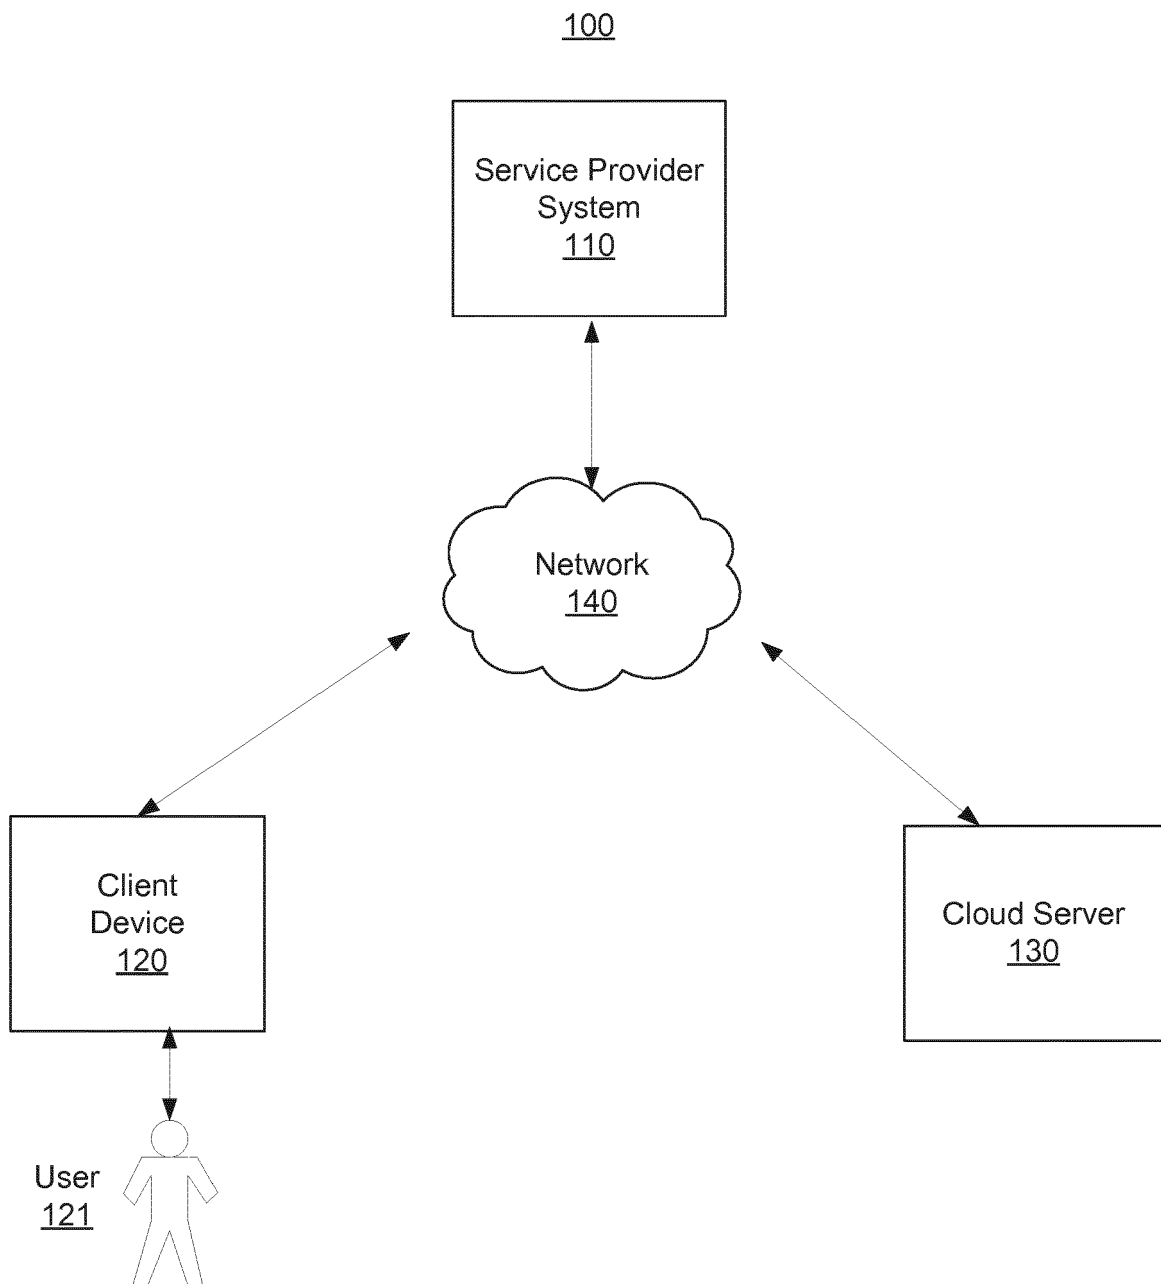 100
Service Provider
System
110
Network
140
Client
Device
120
Cloud Server
130
User
121